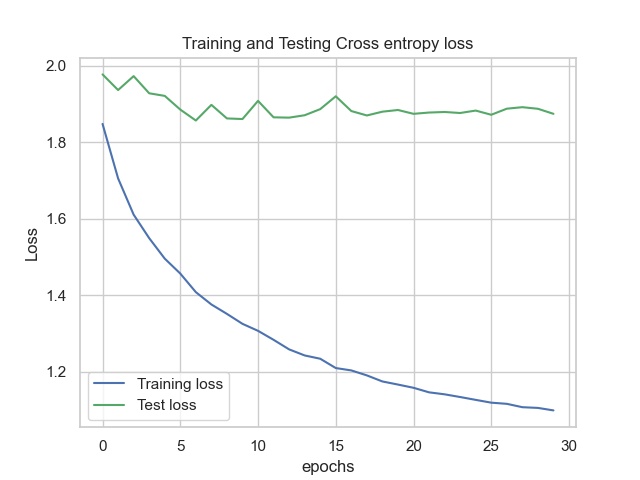 Training and Testing Cross entropy loss
2.0
1.8
1.6
1.4
1.2
Loss
Training loss
Test loss
0 5 10 15 20 25 30
epochs